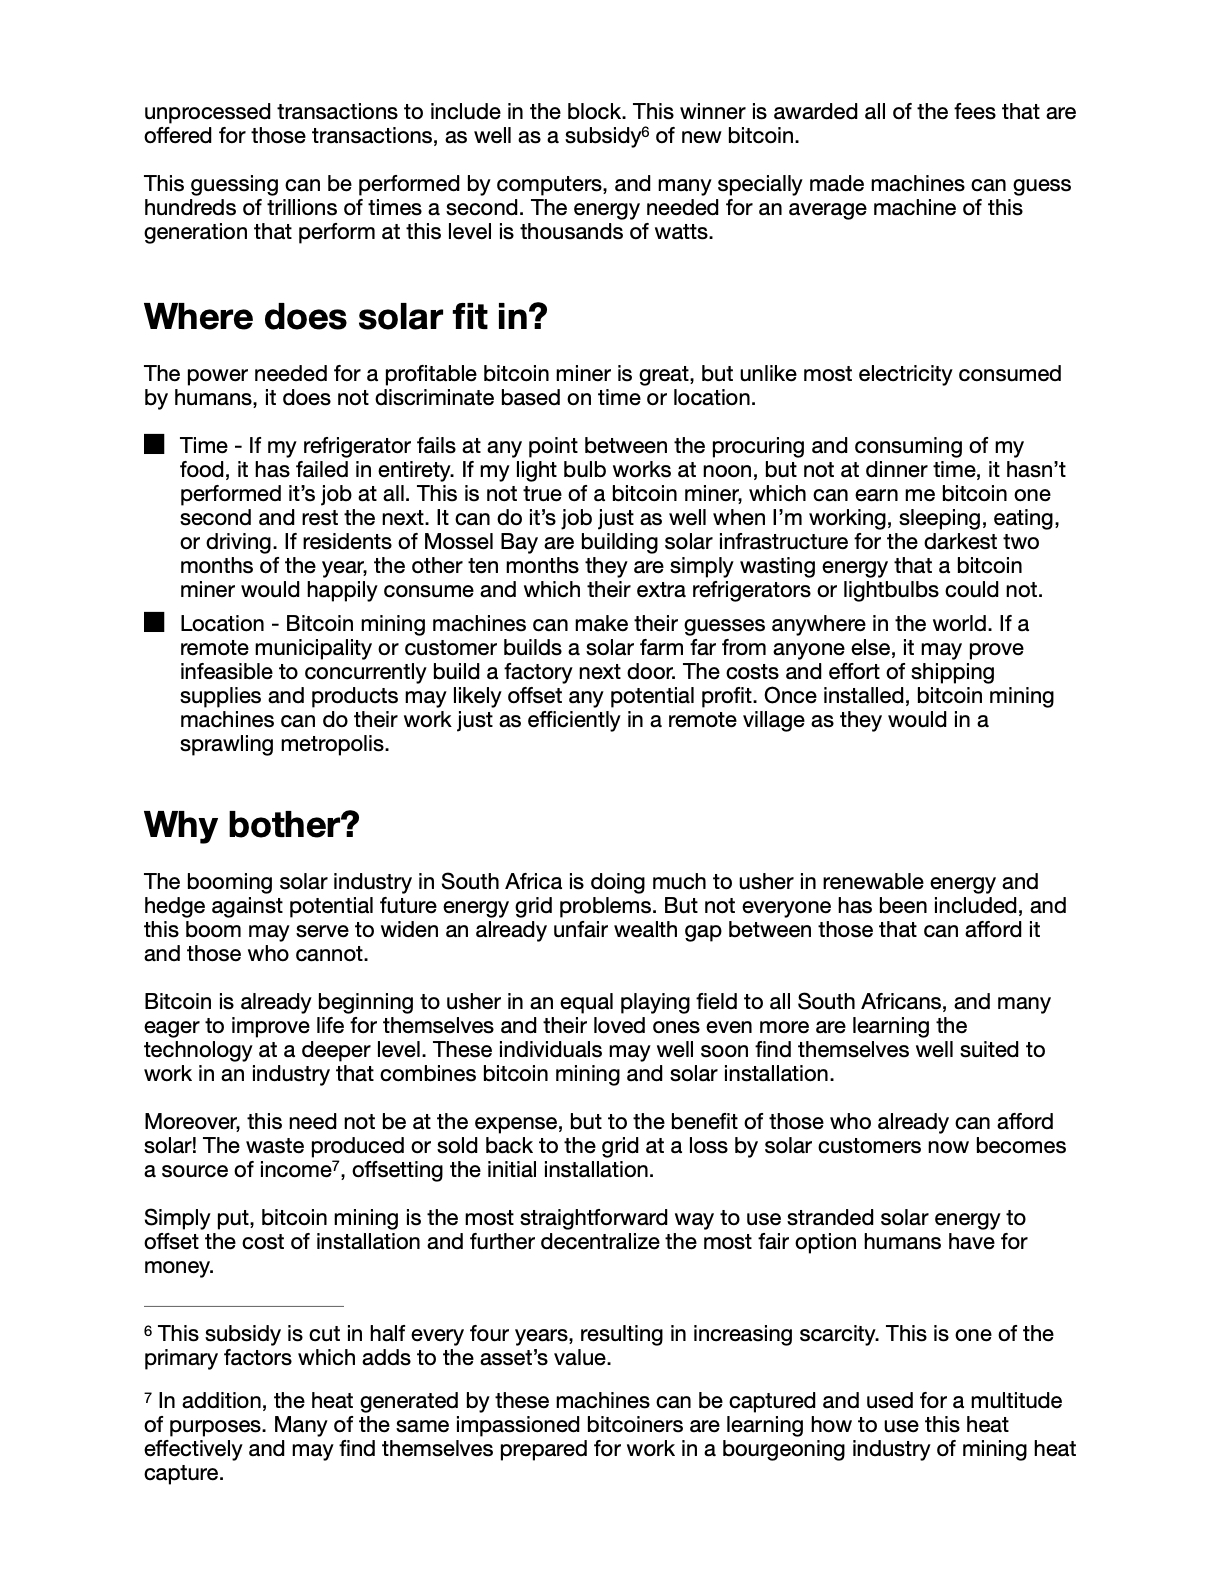 unprocessed transactions to include in the block. This winner is awarded all of the fees that are
offered for those transactions, as well as a subsidy⁶ of new bitcoin.
This guessing can be performed by computers, and many specially made machines can guess
hundreds of trillions of times a second. The energy needed for an average machine of this
generation that perform at this level is thousands of watts.
Where does solar fit in?
The power needed for a profitable bitcoin miner is great, but unlike most electricity consumed
by humans, it does not discriminate based on time or location.
■ Time - If my refrigerator fails at any point between the procuring and consuming of my
food, it has failed in entirety. If my light bulb works at noon, but not at dinner time, it hasn’t
performed it’s job at all. This is not true of a bitcoin miner, which can earn me bitcoin one
second and rest the next. It can do it’s job just as well when I’m working, sleeping, eating,
or driving. If residents of Mossel Bay are building solar infrastructure for the darkest two
months of the year, the other ten months they are simply wasting energy that a bitcoin
miner would happily consume and which their extra refrigerators or lightbulbs could not.
■ Location - Bitcoin mining machines can make their guesses anywhere in the world. If a
remote municipality or customer builds a solar farm far from anyone else, it may prove
infeasible to concurrently build a factory next door. The costs and effort of shipping
supplies and products may likely offset any potential profit. Once installed, bitcoin mining
machines can do their work just as efficiently in a remote village as they would in a
sprawling metropolis.
Why bother?
The booming solar industry in South Africa is doing much to usher in renewable energy and
hedge against potential future energy grid problems. But not everyone has been included, and
this boom may serve to widen an already unfair wealth gap between those that can afford it
and those who cannot.
Bitcoin is already beginning to usher in an equal playing field to all South Africans, and many
eager to improve life for themselves and their loved ones even more are learning the
technology at a deeper level. These individuals may well soon find themselves well suited to
work in an industry that combines bitcoin mining and solar installation.
Moreover, this need not be at the expense, but to the benefit of those who already can afford
solar! The waste produced or sold back to the grid at a loss by solar customers now becomes
a source of income⁷, offsetting the initial installation.
Simply put, bitcoin mining is the most straightforward way to use stranded solar energy to
offset the cost of installation and further decentralize the most fair option humans have for
money.
⁶ This subsidy is cut in half every four years, resulting in increasing scarcity. This is one of the
primary factors which adds to the asset’s value.
⁷ In addition, the heat generated by these machines can be captured and used for a multitude
of purposes. Many of the same impassioned bitcoiners are learning how to use this heat
effectively and may find themselves prepared for work in a bourgeoning industry of mining heat
capture.